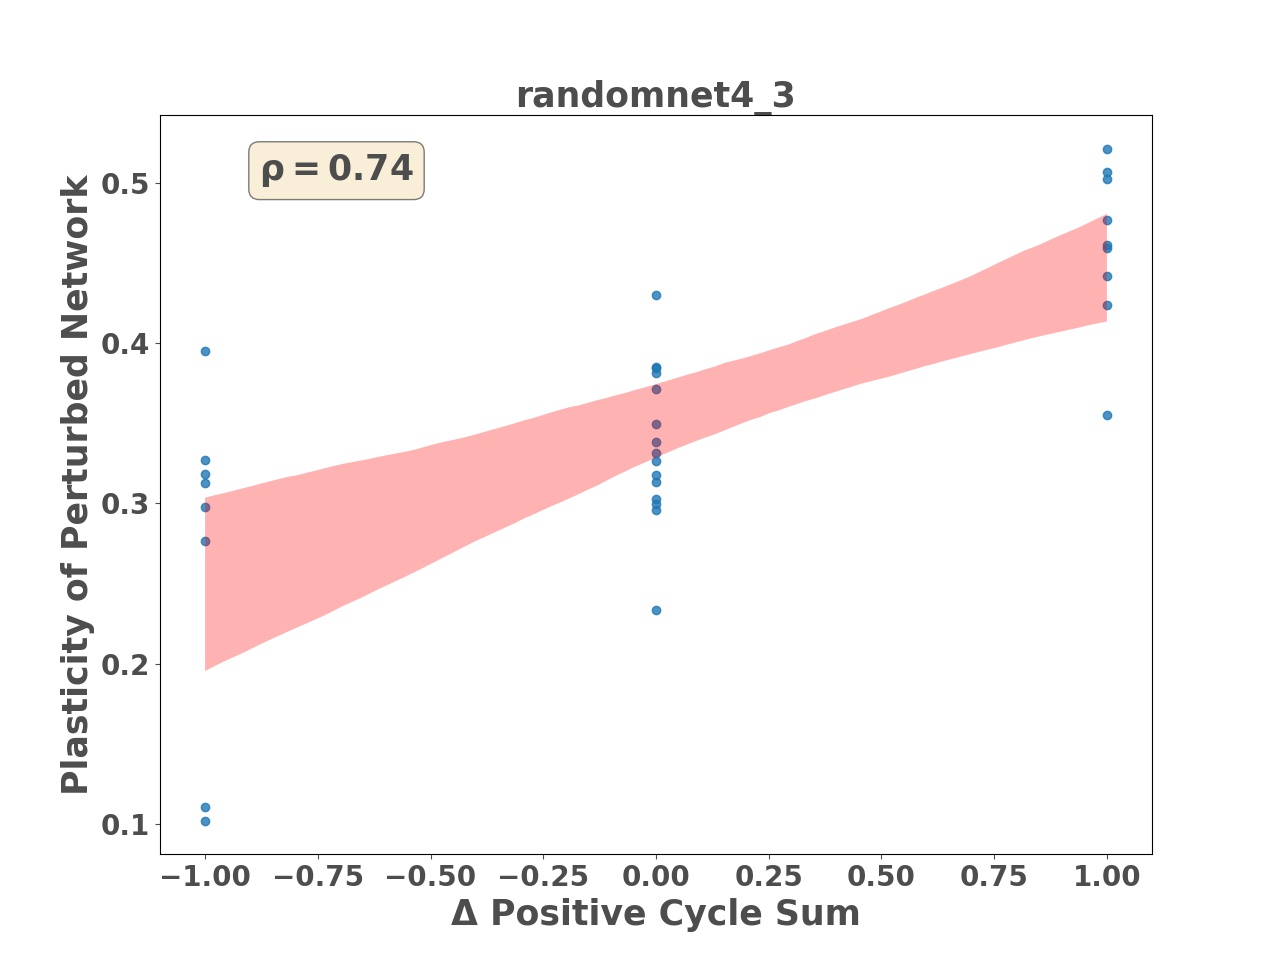 randomnet4_3
ρ = 0.74
Plasticity of Perturbed Network
0.5
0.4
0.3
0.2
0.1
−1.00 −0.75 −0.50 −0.25 0.00 0.25 0.50 0.75 1.00
Δ Positive Cycle Sum